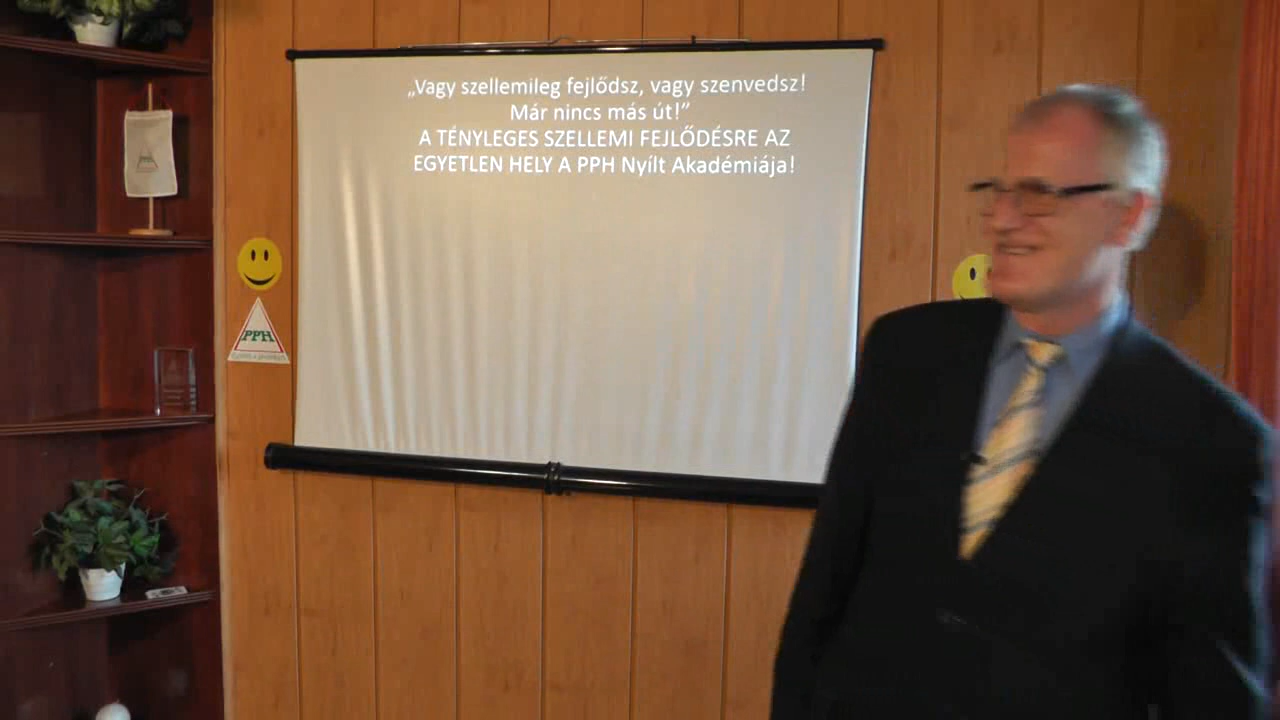 „Vagy szellemileg fejlődsz, vagy szenvedsz!
Már nincs más út!”
A TÉNYLEGES SZELLEMI FEJLŐDÉSRE AZ
EGYETLEN HELY A PPH Nyílt Akadémiája!
PPH
PPH